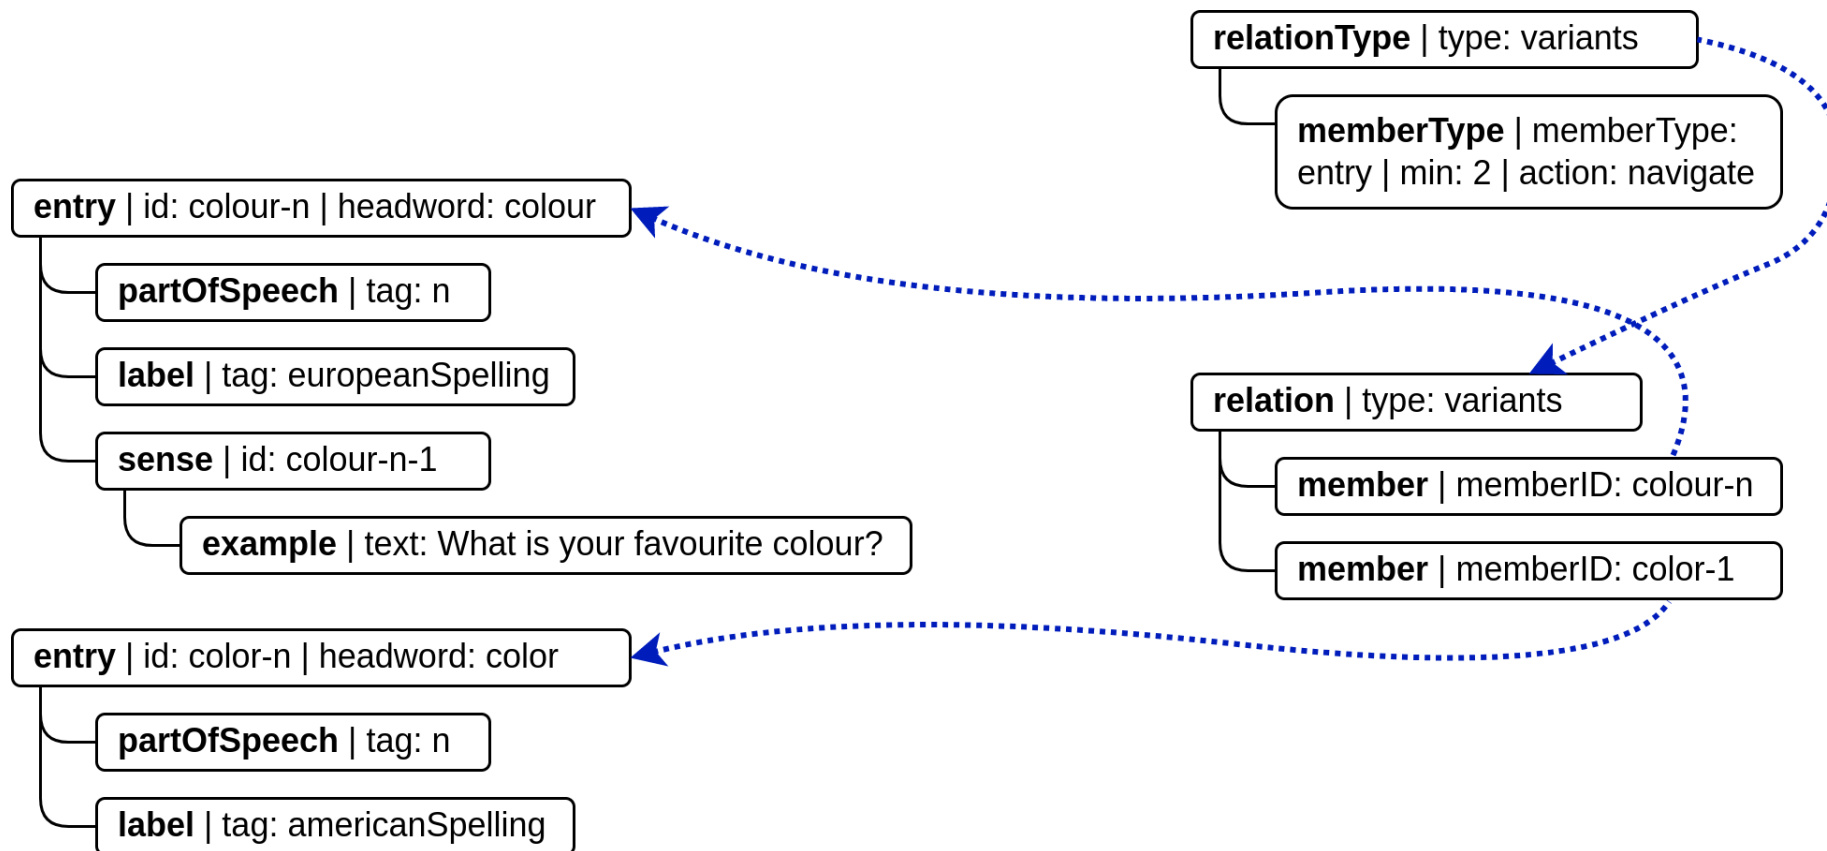 relationType | type: variants
memberType | memberType:
entry | min: 2 | action: navigate
entry | id: colour-n | headword: colour
partOfSpeech | tag: n
label | tag: europeanSpelling
sense | id: colour-n-1
example | text: What is your favourite colour?
relation | type: variants
member | memberID: colour-n
member | memberID: color-1
entry | id: color-n | headword: color
partOfSpeech | tag: n
label | tag: americanSpelling